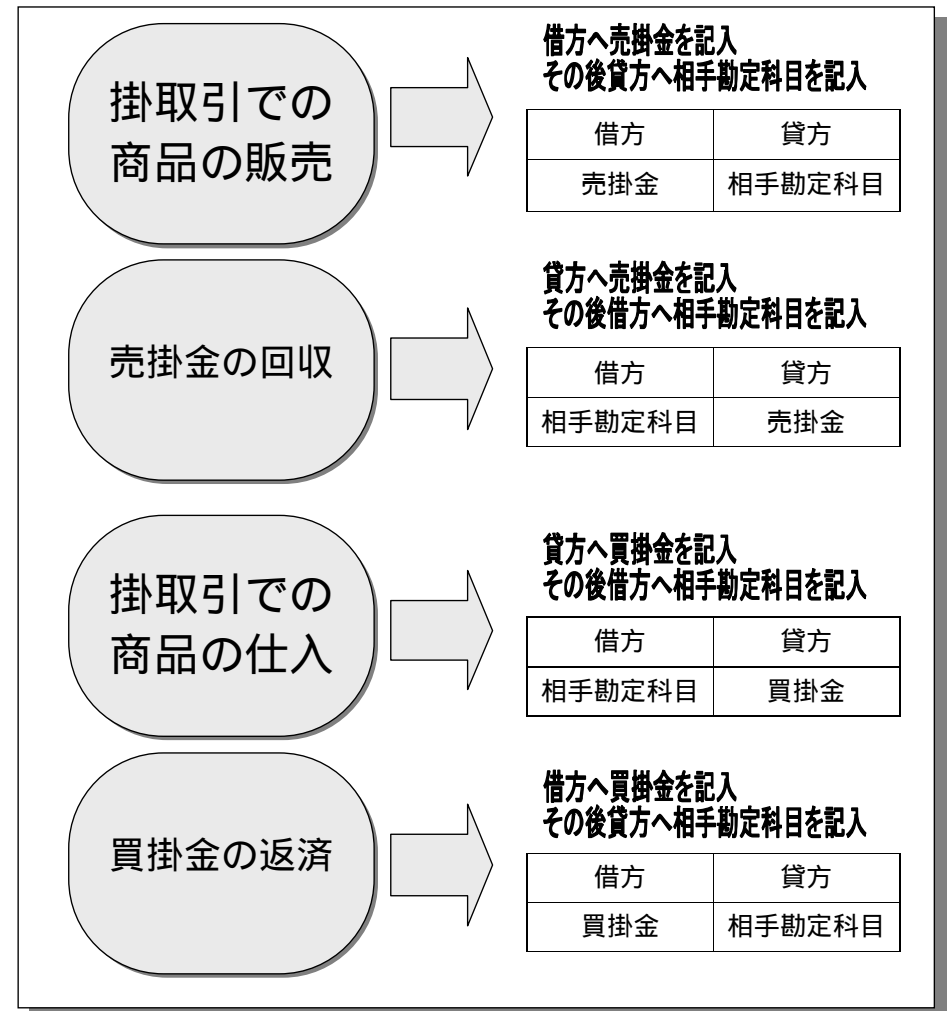 掛取引での
商品の販売
借方へ売掛金を記入
その後貸方へ相手勘定科目を記入
借方 貸方
売掛金 相手勘定科目
売掛金の回収
貸方へ売掛金を記入
その後借方へ相手勘定科目を記入
借方 貸方
相手勘定科目 売掛金
掛取引での
商品の仕入
貸方へ買掛金を記入
その後借方へ相手勘定科目を記入
借方 貸方
相手勘定科目 買掛金
買掛金の返済
借方へ買掛金を記入
その後貸方へ相手勘定科目を記入
借方 貸方
買掛金 相手勘定科目